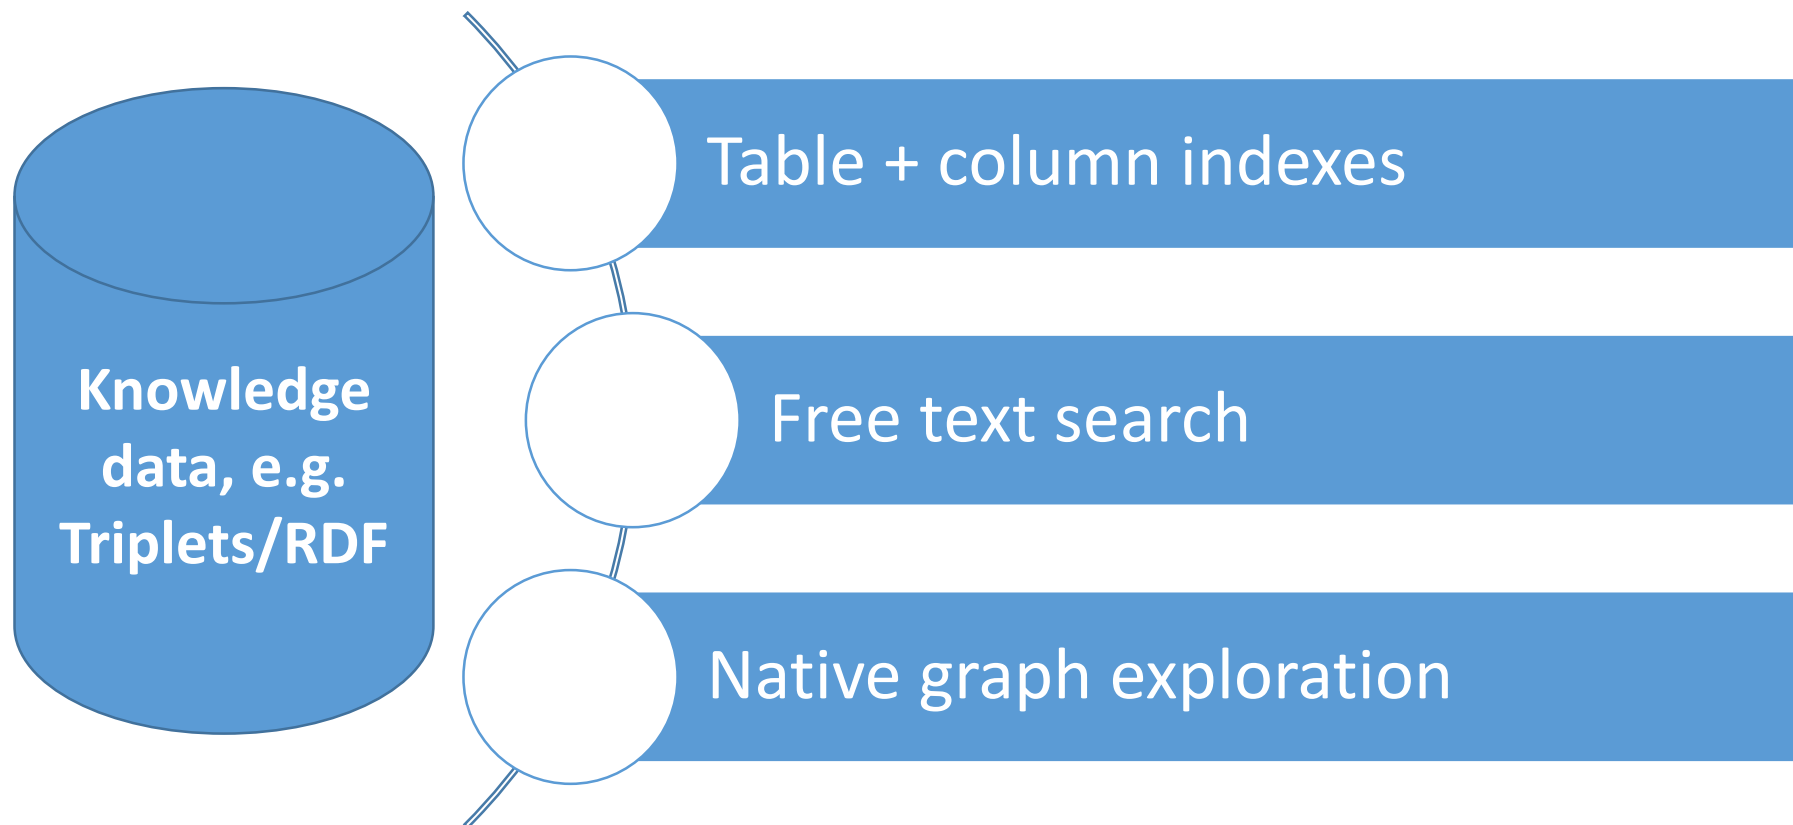 Knowledge
data, e.g.
Triplets/RDF
Table + column indexes
Free text search
Native graph exploration